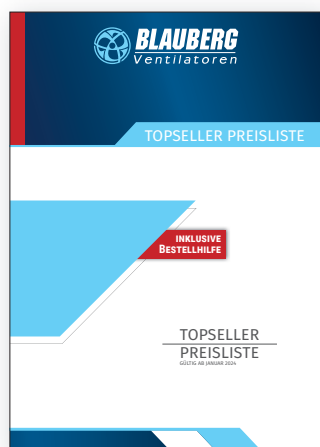 BLAUBERG
Ventilatoren
TOPSELLER PREISLISTE
INKLUSIVE
BESTELLHILFE
TOPSELLER
PREISLISTE
GÜLTIG AB JANUAR 2024